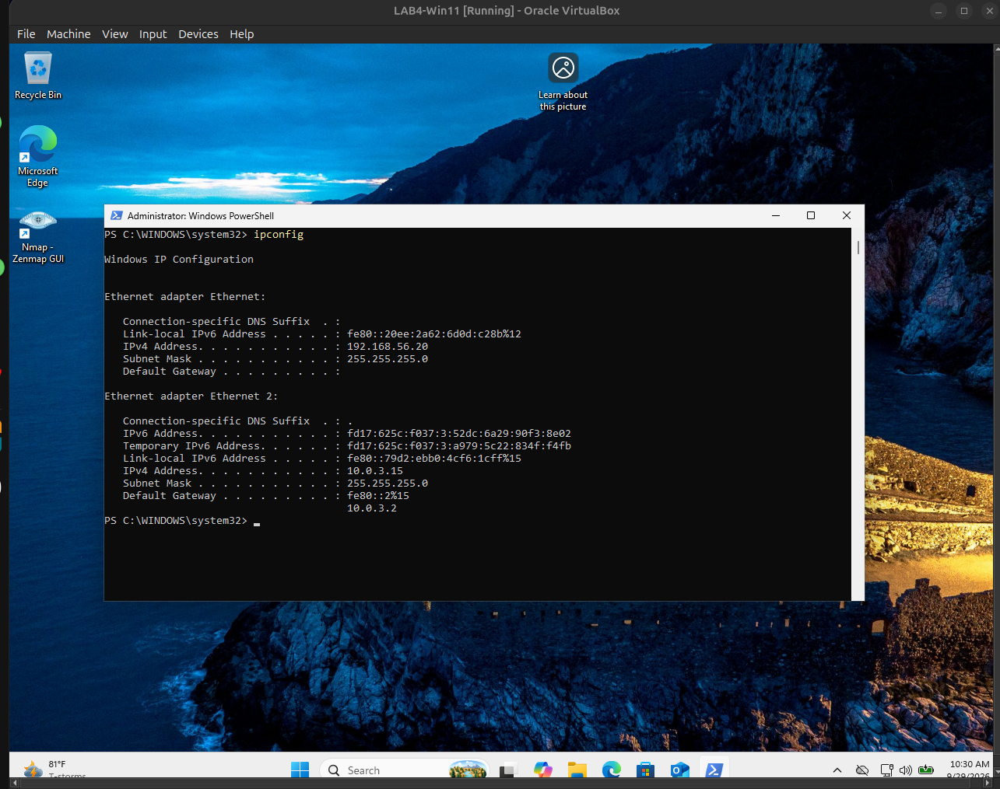 LAB4-Win11 [Running] - Oracle VirtualBox
File Machine View Input Devices Help
Recycle Bin
Learn about
this picture
Microsoft
Edge
Nmap -
Zenmap GUI
Administrator: Windows PowerShell
PS C:\WINDOWS\system32> ipconfig
Windows IP Configuration
Ethernet adapter Ethernet:
Connection-specific DNS Suffix  . :
Link-local IPv6 Address . . . . . : fe80::20ee:2a62:6d0d:c28b%12
IPv4 Address. . . . . . . . . . . : 192.168.56.20
Subnet Mask . . . . . . . . . . . : 255.255.255.0
Default Gateway . . . . . . . . . :
Ethernet adapter Ethernet 2:
Connection-specific DNS Suffix  . : .
IPv6 Address. . . . . . . . . . . : fd17:625c:f037:3:52dc:6a29:90f3:8e02
Temporary IPv6 Address. . . . . . : fd17:625c:f037:3:a979:5c22:834f:f4fb
Link-local IPv6 Address . . . . . : fe80::79d2:ebb0:4cf6:1cff%15
IPv4 Address. . . . . . . . . . . : 10.0.3.15
Subnet Mask . . . . . . . . . . . : 255.255.255.0
Default Gateway . . . . . . . . . : fe80::2%15
10.0.3.2
PS C:\WINDOWS\system32>
81°F
T-storms
Search
10:30 AM
9/29/2026